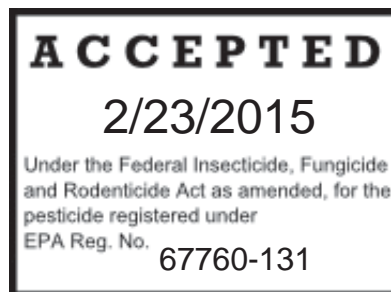 ACCEPTED
2/23/2015
Under the Federal Insecticide, Fungicide
and Rodenticide Act as amended, for the
pesticide registered under
EPA Reg. No. 67760-131